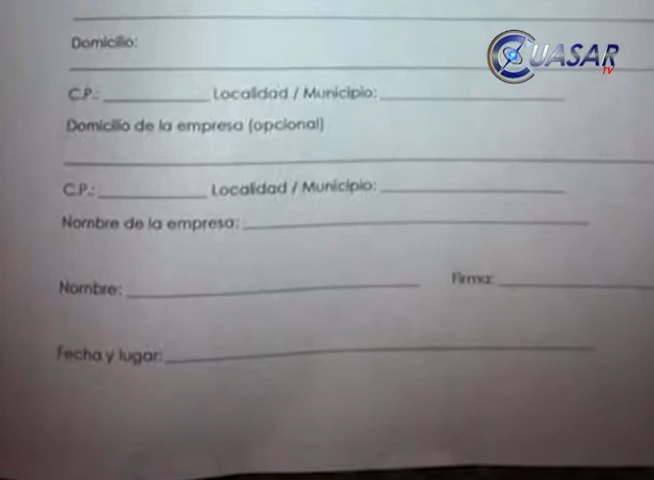 CUASAR TV
Domicilio:
C.P.: Localidad / Municipio:
Domicilio de la empresa (opcional)
C.P.: Localidad / Municipio:
Nombre de la empresa:
Nombre: Firma:
Fecha y lugar: